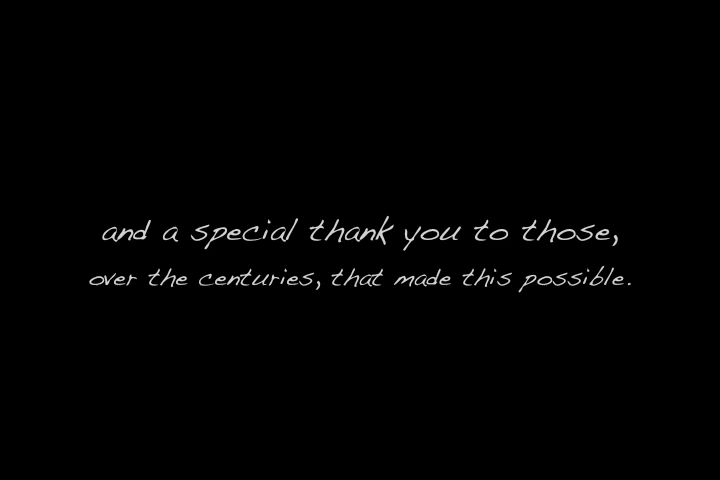 and a special thank you to those,
over the centuries, that made this possible.